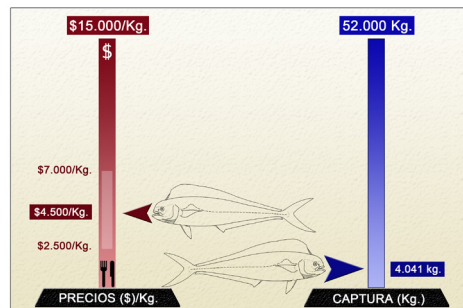 $15.000/Kg.
52.000 Kg.
$
$7.000/Kg.
$4.500/Kg.
$2.500/Kg.
4.041 kg.
PRECIOS ($)/Kg.
CAPTURA (Kg.)